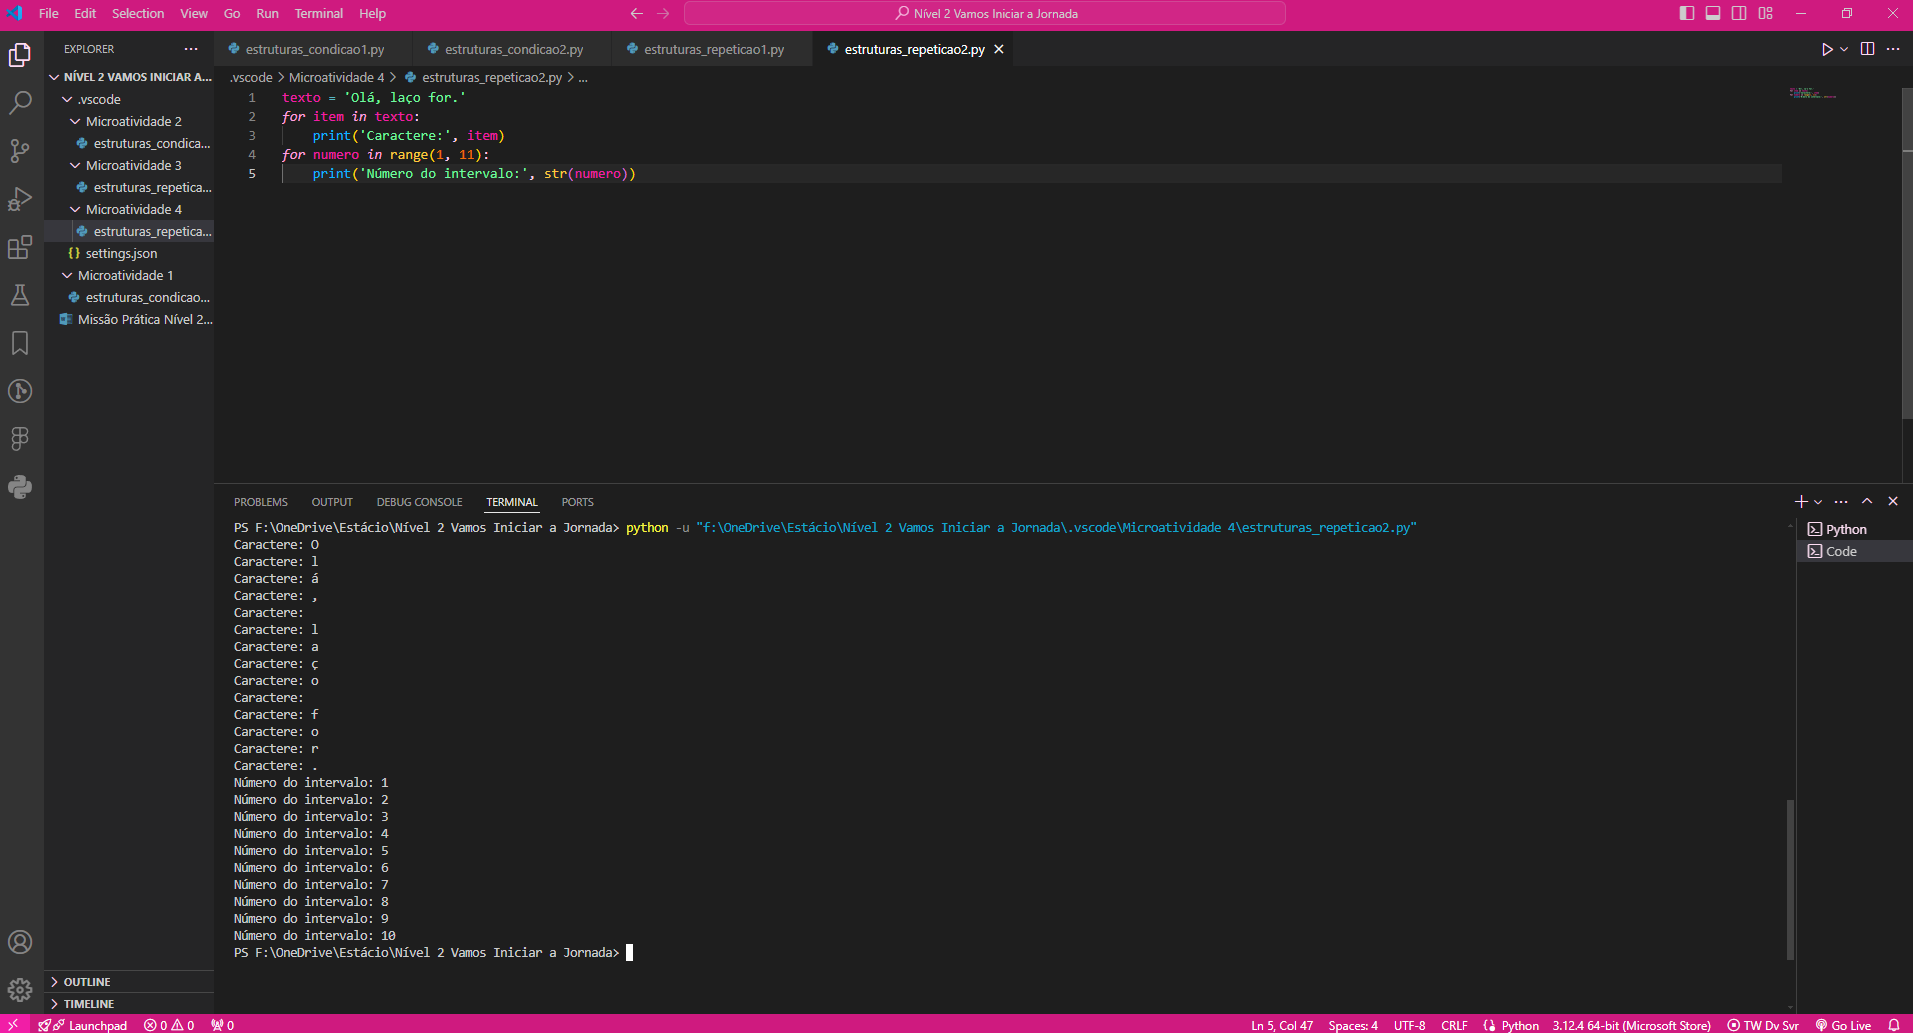 File Edit Selection View Go Run Terminal Help
Nível 2 Vamos Iniciar a Jornada
EXPLORER
NÍVEL 2 VAMOS INICIAR A...
.vscode
Microatividade 2
estruturas_condica...
Microatividade 3
estruturas_repetica...
Microatividade 4
estruturas_repetica...
{} settings.json
Microatividade 1
estruturas_condicao...
Missão Prática Nível 2...
OUTLINE
TIMELINE
estruturas_condicao1.py estruturas_condicao2.py estruturas_repeticao1.py estruturas_repeticao2.py
.vscode > Microatividade 4 > estruturas_repeticao2.py > ...
1 texto = 'Olá, laço for.'
2 for item in texto:
3 print('Caractere:', item)
4 for numero in range(1, 11):
5 print('Número do intervalo:', str(numero))
PROBLEMS OUTPUT DEBUG CONSOLE TERMINAL PORTS
PS F:\OneDrive\Estácio\Nível 2 Vamos Iniciar a Jornada> python -u "f:\OneDrive\Estácio\Nível 2 Vamos Iniciar a Jornada\.vscode\Microatividade 4\estruturas_repeticao2.py"
Caractere: O
Caractere: l
Caractere: á
Caractere: ,
Caractere:
Caractere: l
Caractere: a
Caractere: ç
Caractere: o
Caractere:
Caractere: f
Caractere: o
Caractere: r
Caractere: .
Número do intervalo: 1
Número do intervalo: 2
Número do intervalo: 3
Número do intervalo: 4
Número do intervalo: 5
Número do intervalo: 6
Número do intervalo: 7
Número do intervalo: 8
Número do intervalo: 9
Número do intervalo: 10
PS F:\OneDrive\Estácio\Nível 2 Vamos Iniciar a Jornada>
Python
Code
Launchpad 0 0 0 Ln 5, Col 47 Spaces: 4 UTF-8 CRLF Python 3.12.4 64-bit (Microsoft Store) TW Dv Svr Go Live